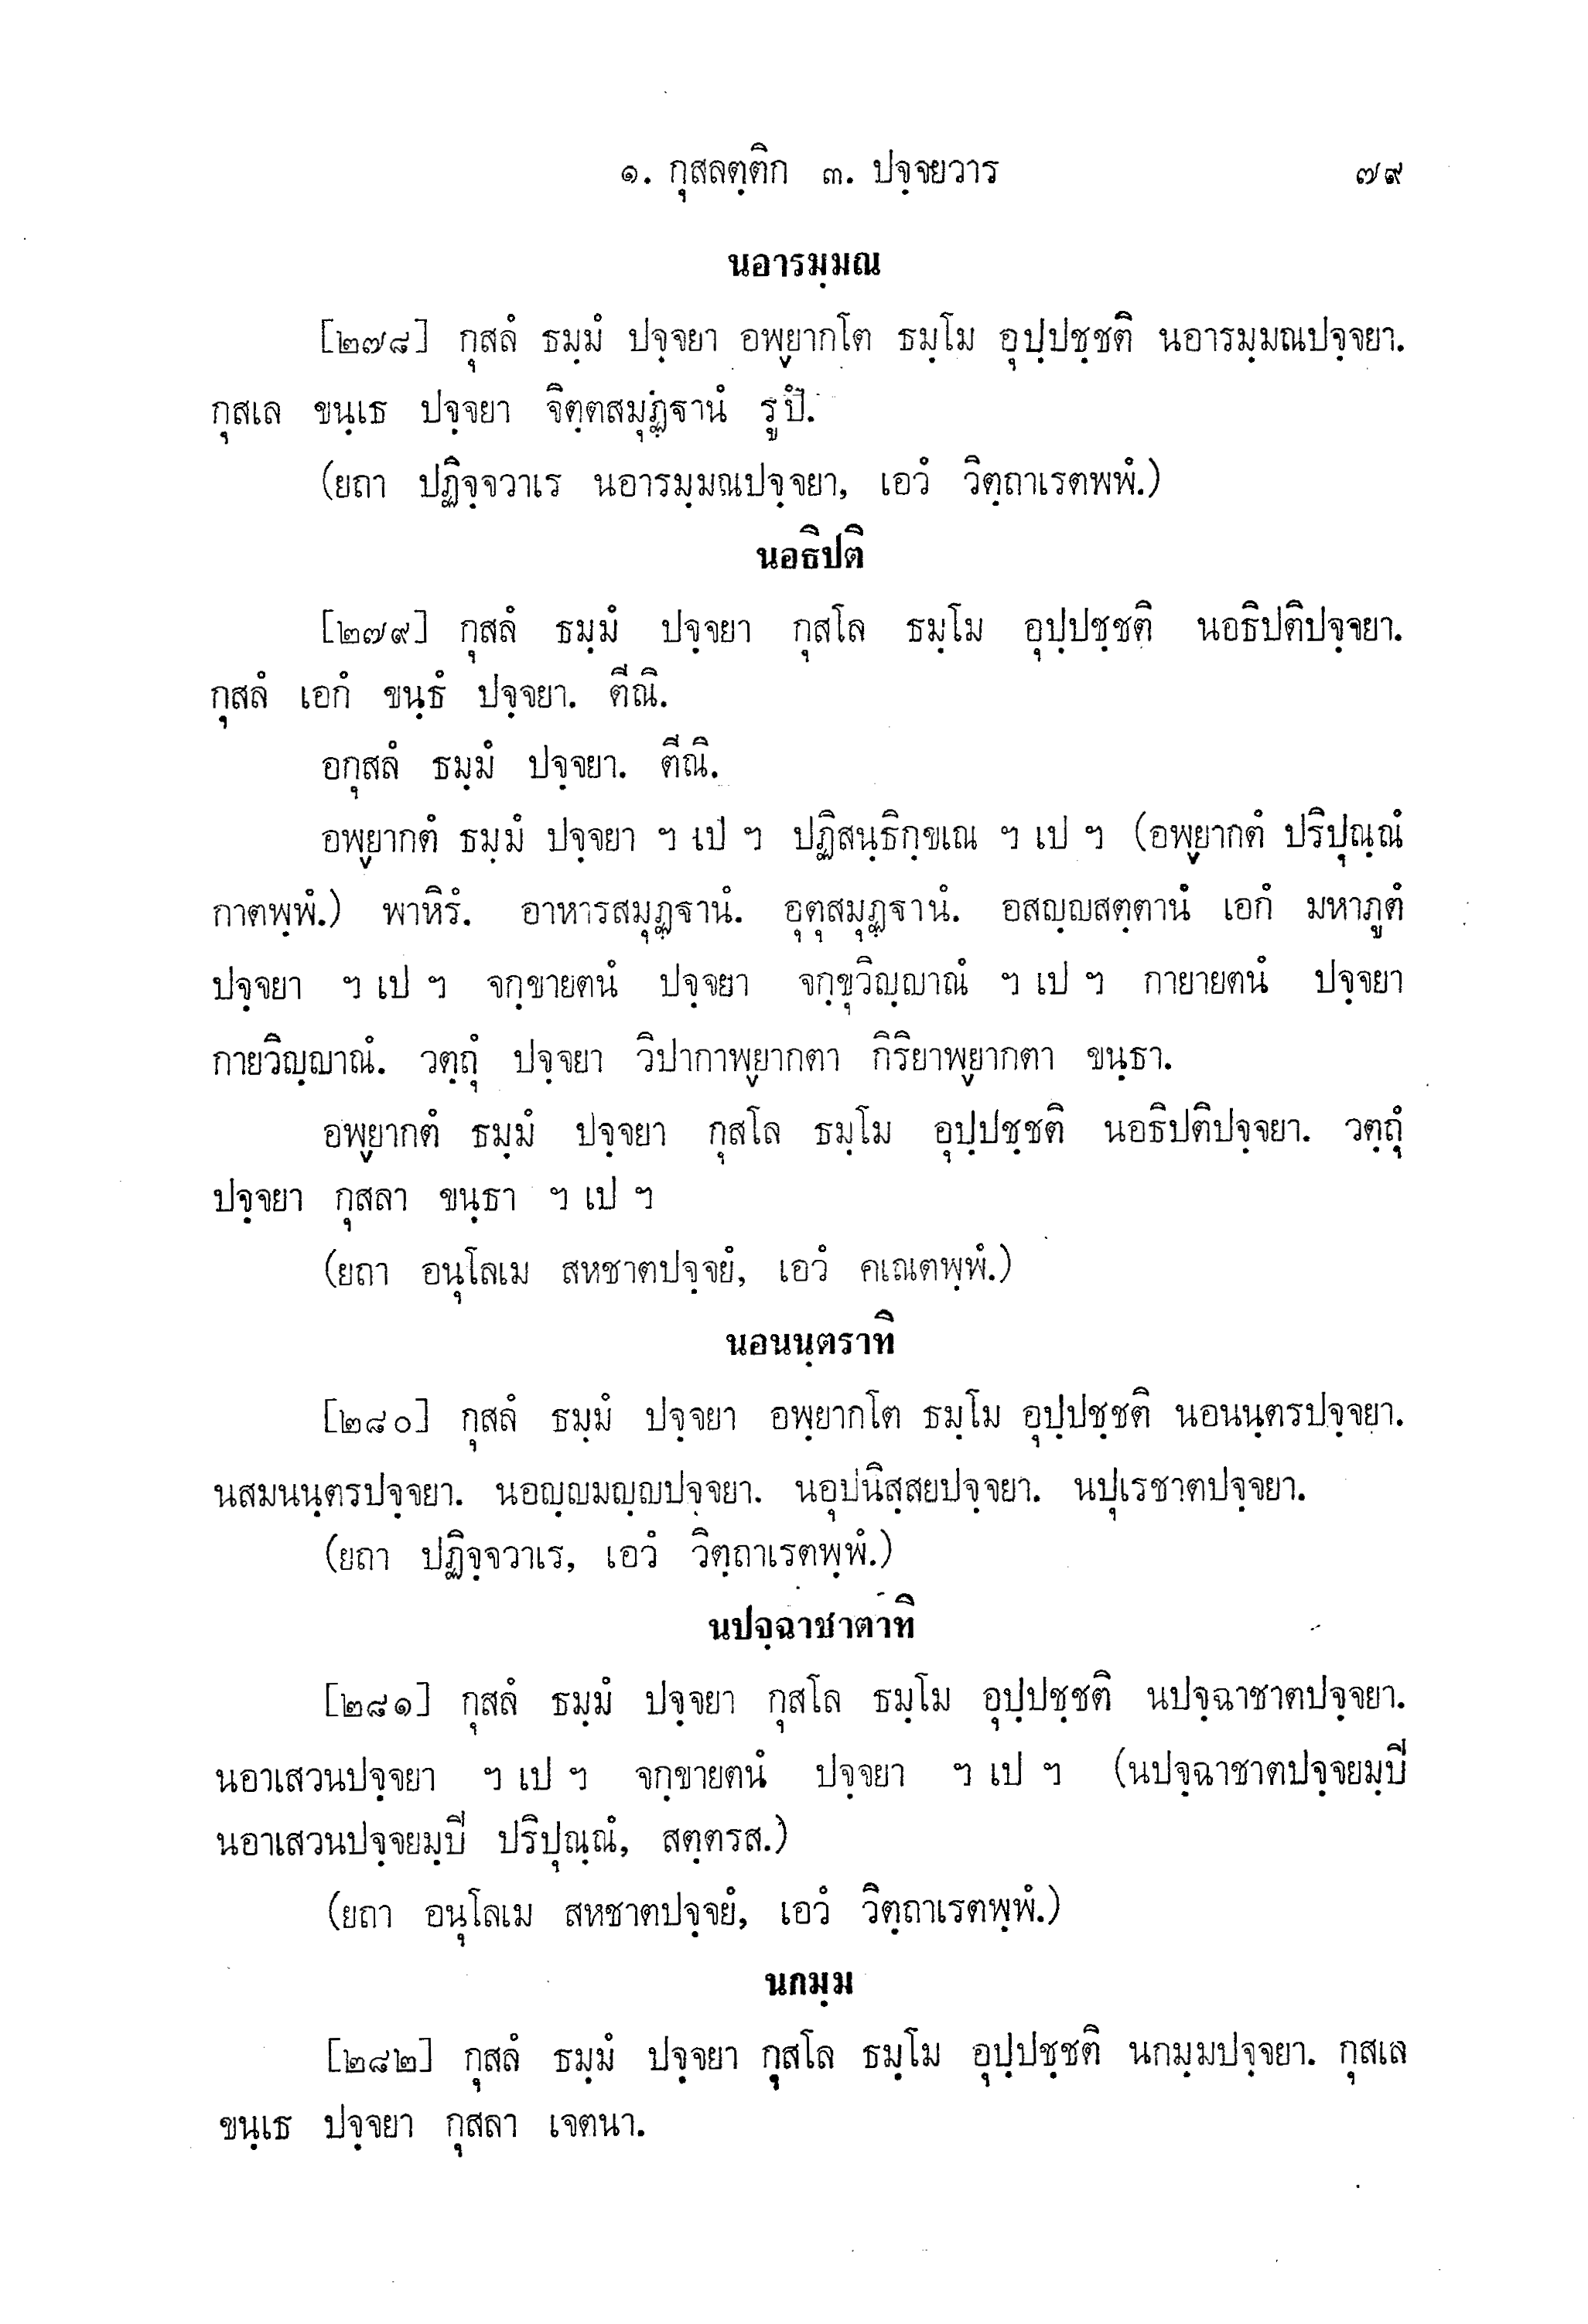 ๑. กุสลตฺติก ๓. ปจฺจยวาร ๗๙
นอารมฺมณ
[๒๗๘] กุสลํ ธมฺมํ ปจฺจยา อพฺยากโต ธมฺโม อุปฺปชฺชติ นอารมฺมณปจฺจยา.
กุสเล ขนฺเธ ปจฺจยา จิตฺตสมุฏฺฐานํ รูปํ.
(ยถา ปฏิจฺจวาเร นอารมฺมณปจฺจยา, เอวํ วิตฺถาเรตพพํ.)
นอธิปติ
[๒๗๙] กุสลํ ธมฺมํ ปจฺจยา กุสโล ธมฺโม อุปฺปชฺชติ นอธิปติปจฺจยา.
กุสลํ เอกํ ขนฺธํ ปจฺจยา. ตีณิ.
อกุสลํ ธมฺมํ ปจฺจยา. ตีณิ.
อพฺยากตํ ธมฺมํ ปจฺจยา ฯ เป ฯ ปฏิสนฺธิกฺขเณ ฯ เป ฯ (อพฺยากตํ ปริปุณฺณํ
กาตพฺพํ.) พาหิรํ. อาหารสมุฏฺฐานํ. อุตุสมุฏฺฐานํ. อสญฺญสตฺตานํ เอกํ มหาภูตํ
ปจฺจยา ฯ เป ฯ จกฺขายตนํ ปจฺจยา จกฺขุวิญฺญาณํ ฯ เป ฯ กายายตนํ ปจฺจยา
กายวิญฺญาณํ. วตฺถุํ ปจฺจยา วิปากาพฺยากตา กิริยาพฺยากตา ขนฺธา.
อพฺยากตํ ธมฺมํ ปจฺจยา กุสโล ธมฺโม อุปฺปชฺชติ นอธิปติปจฺจยา. วตฺถุํ
ปจฺจยา กุสลา ขนฺธา ฯ เป ฯ
(ยถา อนุโลเม สหชาตปจฺจยํ, เอวํ คเณตพฺพํ.)
นอนนฺตราทิ
[๒๘๐] กุสลํ ธมฺมํ ปจฺจยา อพฺยากโต ธมฺโม อุปฺปชฺชติ นอนนฺตรปจฺจยา.
นสมนนฺตรปจฺจยา. นอญฺญมญฺญปจฺจยา. นอุปนิสฺสยปจฺจยา. นปุเรชาตปจฺจยา.
(ยถา ปฏิจฺจวาเร, เอวํ วิตฺถาเรตพฺพํ.)
นปจฺฉาชาตาทิ
[๒๘๑] กุสลํ ธมฺมํ ปจฺจยา กุสโล ธมฺโม อุปฺปชฺชติ นปจฺฉาชาตปจฺจยา.
นอาเสวนปจฺจยา ฯ เป ฯ จกฺขายตนํ ปจฺจยา ฯ เป ฯ (นปจฺฉาชาตปจฺจยมฺปิ
นอาเสวนปจฺจยมฺปิ ปริปุณฺณํ, สตฺตรส.)
(ยถา อนุโลเม สหชาตปจฺจยํ, เอวํ วิตฺถาเรตพฺพํ.)
นกมฺม
[๒๘๒] กุสลํ ธมฺมํ ปจฺจยา กุสโล ธมฺโม อุปฺปชฺชติ นกมฺมปจฺจยา. กุสเล
ขนฺเธ ปจฺจยา กุสลา เจตนา.